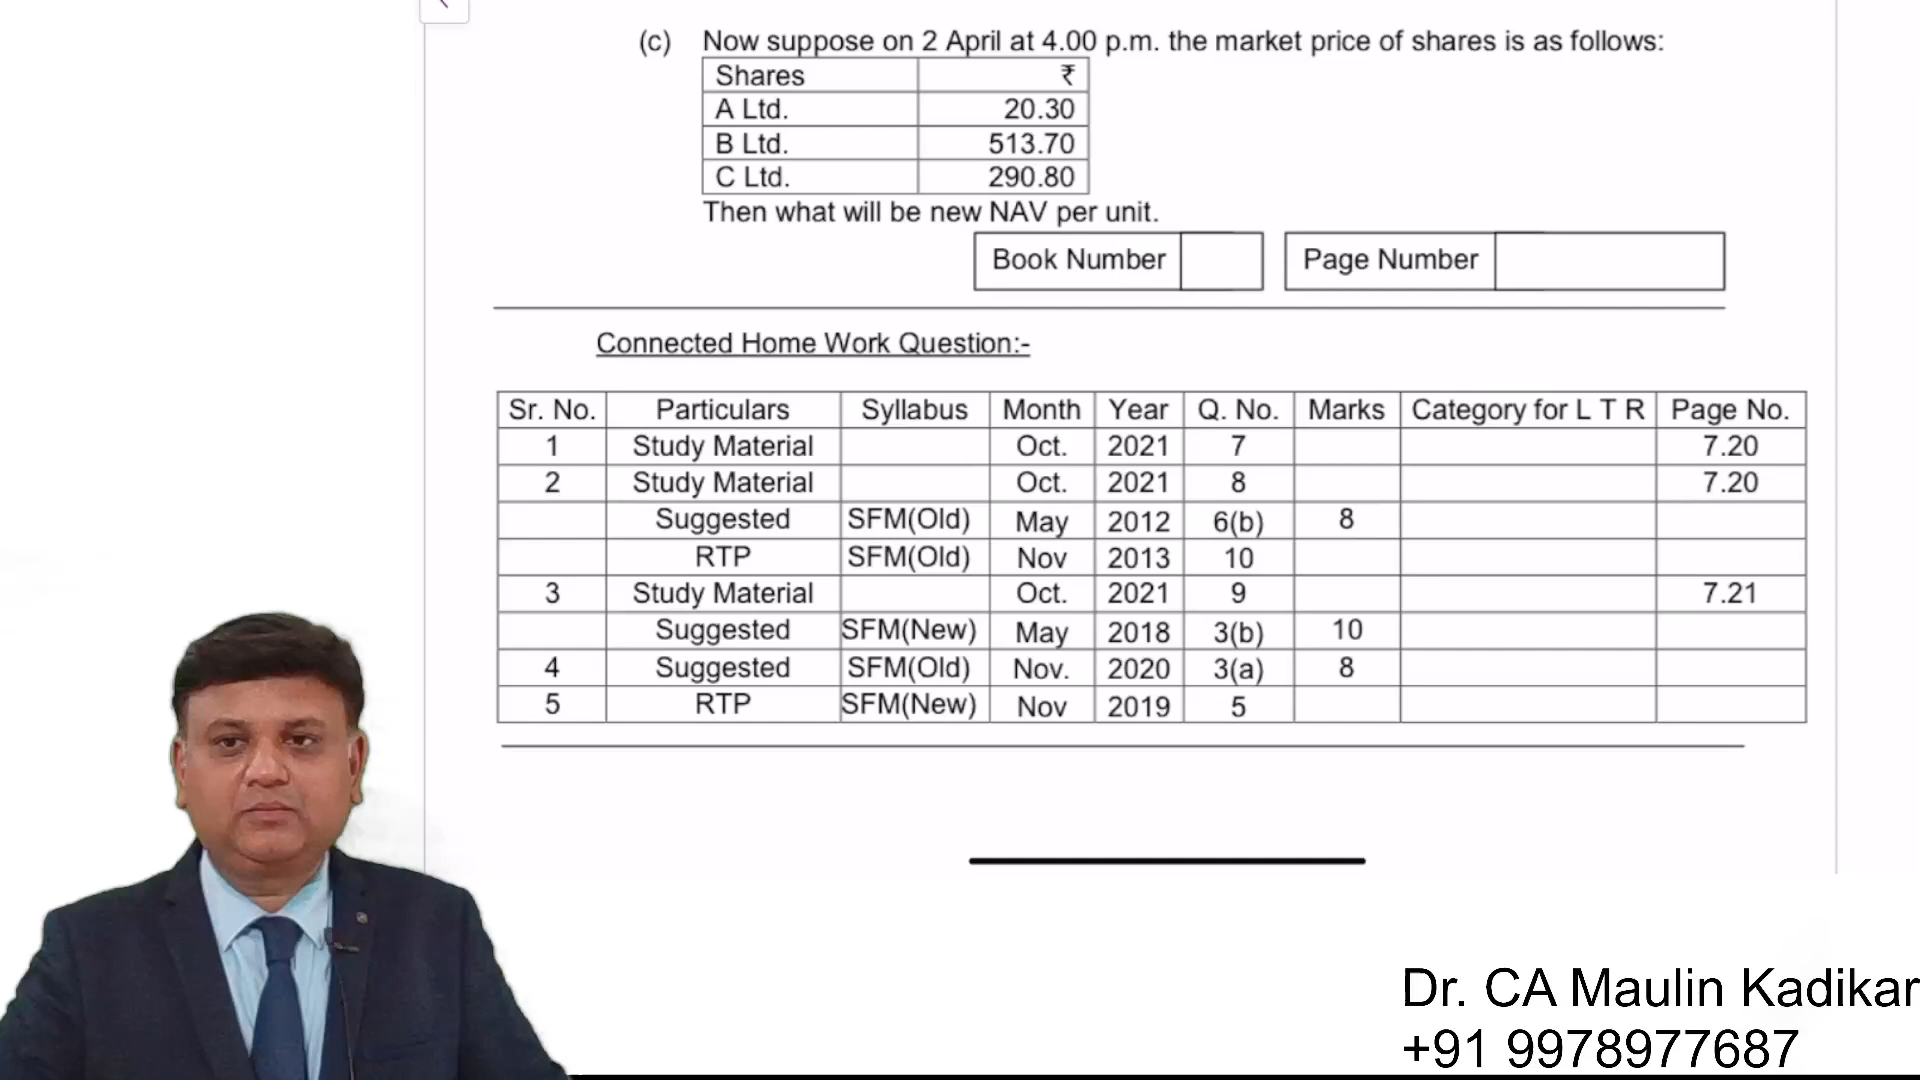 (c) Now suppose on 2 April at 4.00 p.m. the market price of shares is as follows:
Shares ₹
A Ltd. 20.30
B Ltd. 513.70
C Ltd. 290.80
Then what will be new NAV per unit.
Book Number Page Number
Connected Home Work Question:-
Sr. No. Particulars Syllabus Month Year Q. No. Marks Category for L T R Page No.
1 Study Material Oct. 2021 7 7.20
2 Study Material Oct. 2021 8 7.20
Suggested SFM(Old) May 2012 6(b) 8
RTP SFM(Old) Nov 2013 10
3 Study Material Oct. 2021 9 7.21
Suggested SFM(New) May 2018 3(b) 10
4 Suggested SFM(Old) Nov. 2020 3(a) 8
5 RTP SFM(New) Nov 2019 5
Dr. CA Maulin Kadikar
+91 9978977687